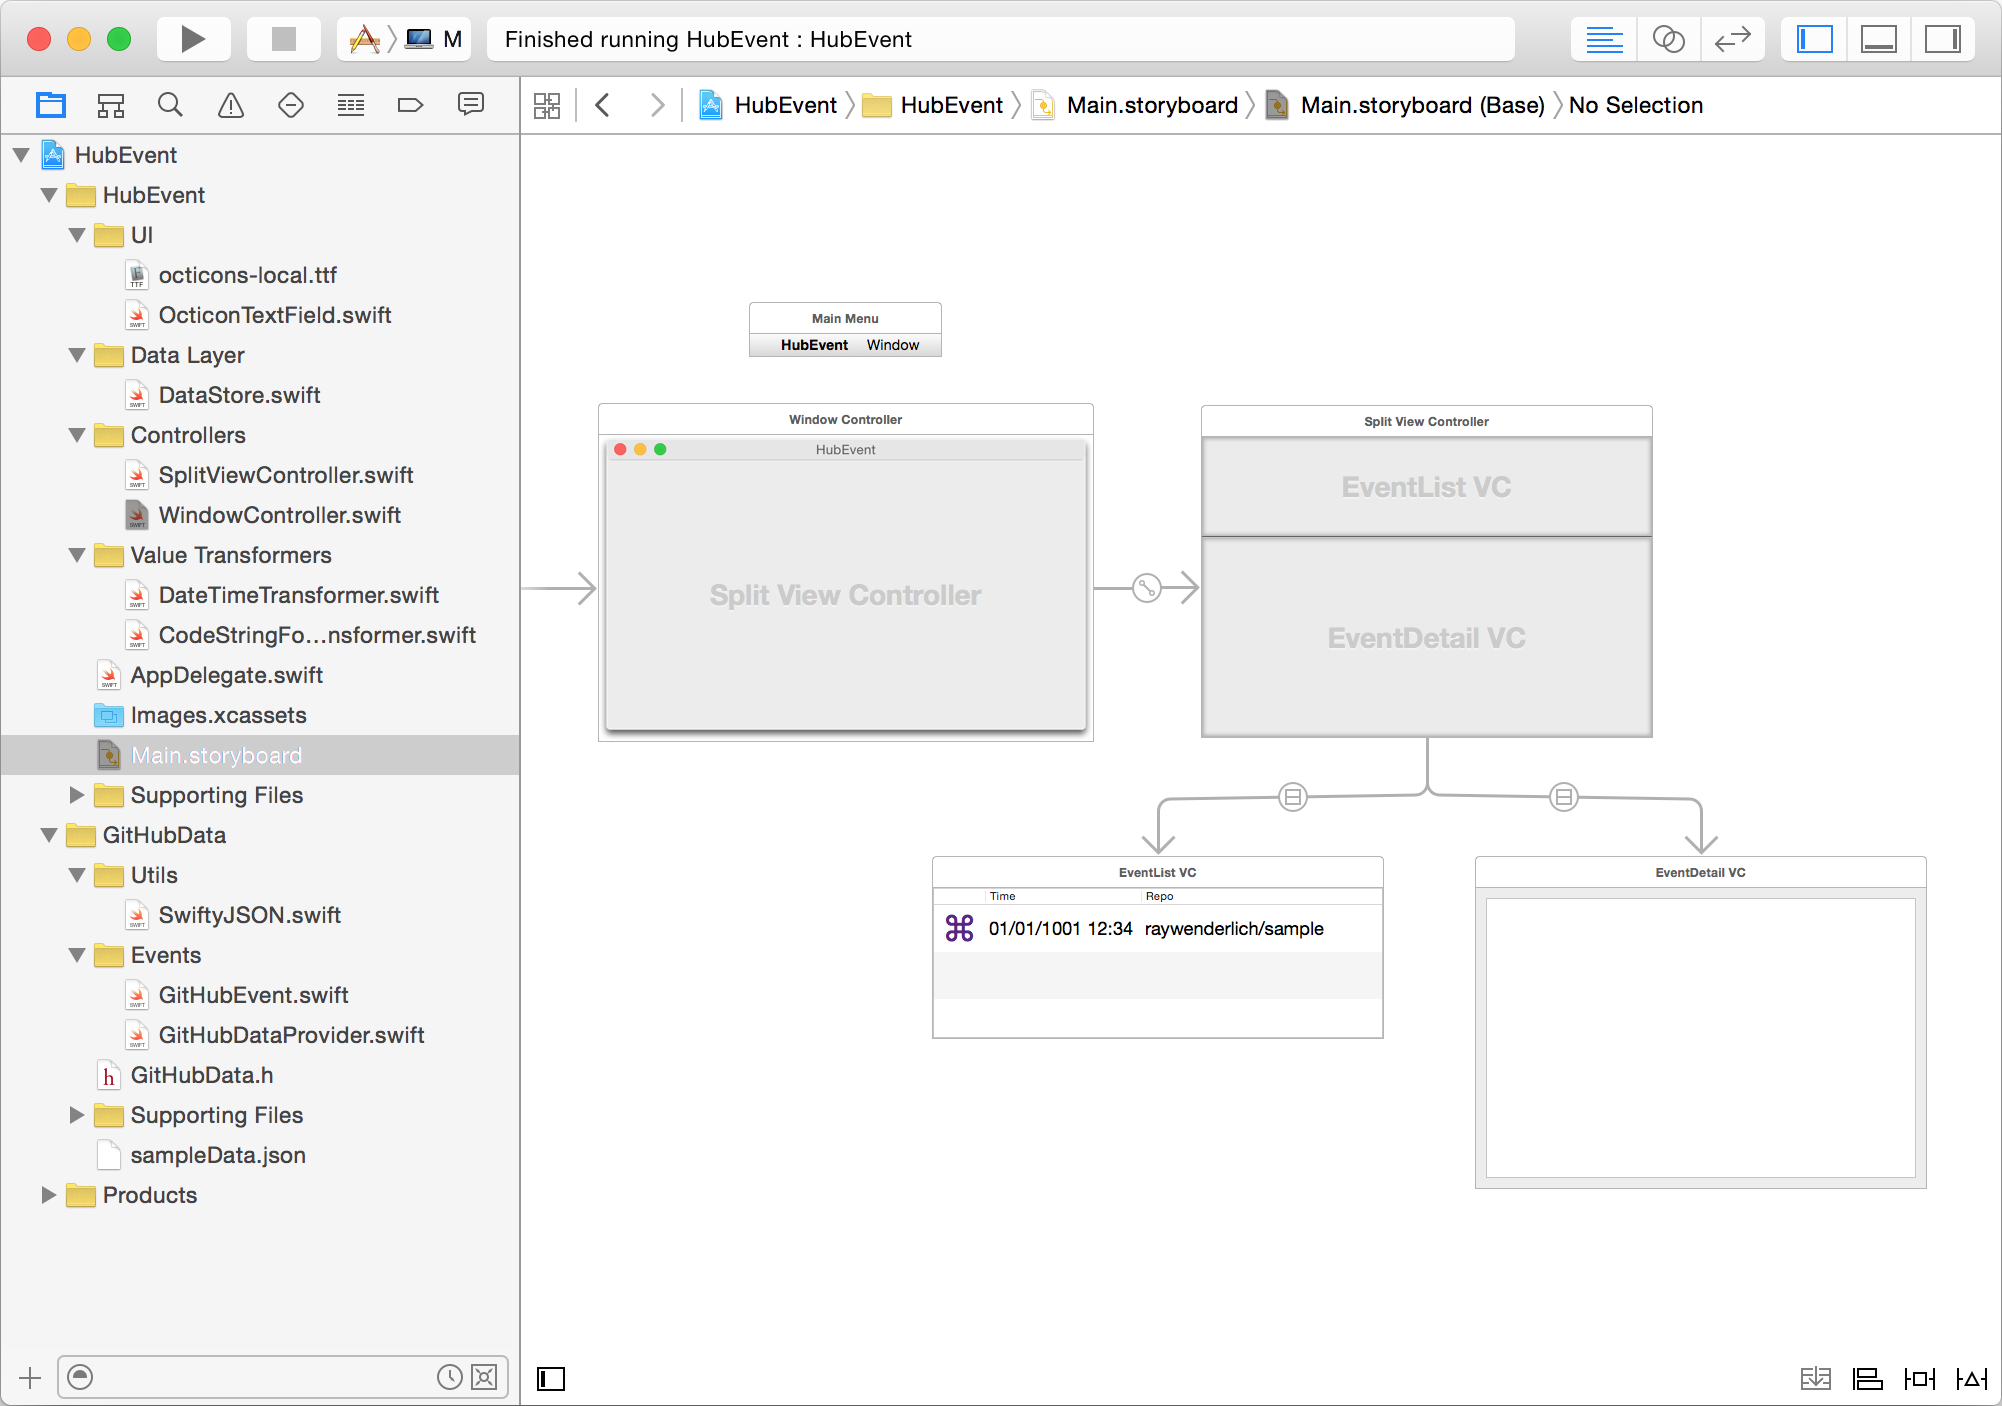 M
Finished running HubEvent : HubEvent
HubEvent
HubEvent
Main.storyboard
Main.storyboard (Base)
No Selection
HubEvent
HubEvent
UI
octicons-local.ttf
OcticonTextField.swift
Data Layer
DataStore.swift
Controllers
SplitViewController.swift
WindowController.swift
Value Transformers
DateTimeTransformer.swift
CodeStringFo...nsformer.swift
AppDelegate.swift
Images.xcassets
Main.storyboard
Supporting Files
GitHubData
Utils
SwiftyJSON.swift
Events
GitHubEvent.swift
GitHubDataProvider.swift
GitHubData.h
Supporting Files
sampleData.json
Products
Main Menu
HubEvent Window
Window Controller
HubEvent
Split View Controller
Split View Controller
EventList VC
EventDetail VC
EventList VC
Time Repo
01/01/1001 12:34 raywenderlich/sample
EventDetail VC